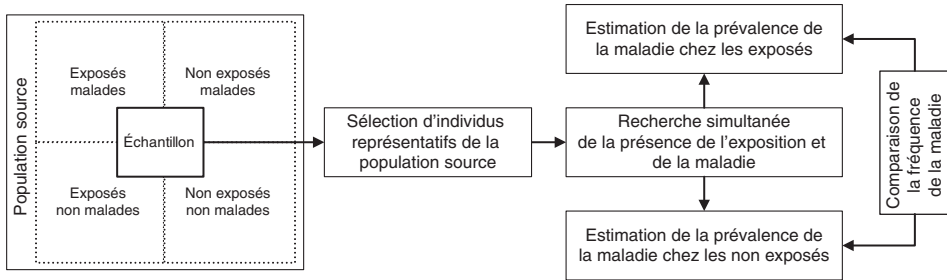 Population source
Exposés
malades
Non exposés
malades
Échantillon
Exposés
non malades
Non exposés
non malades
Sélection d'individus
représentatifs de la
population source
Estimation de la prévalence de
la maladie chez les exposés
Recherche simultanée
de la présence de l'exposition et
de la maladie
Estimation de la prévalence de
la maladie chez les non exposés
Comparaison de
la fréquence
de la maladie